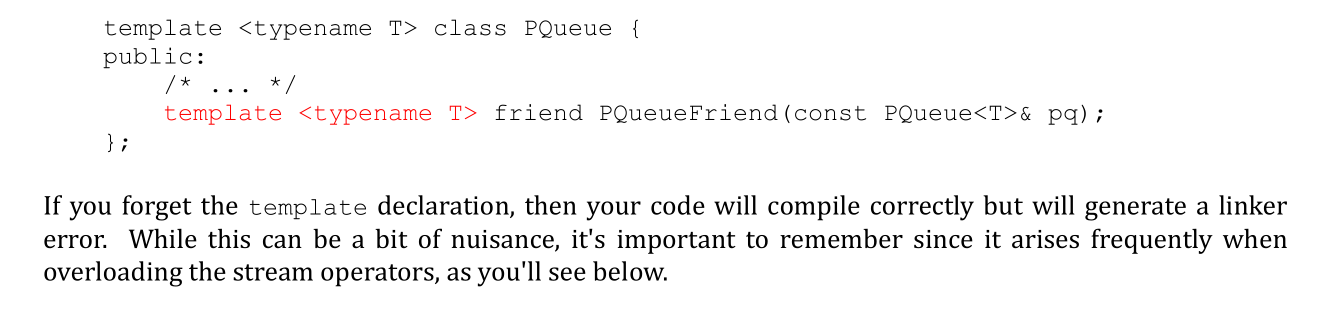 template <typename T> class PQueue {
public:
    /* ... */
    template <typename T> friend PQueueFriend(const PQueue<T>& pq);
};
If you forget the template declaration, then your code will compile correctly but will generate a linker
error. While this can be a bit of nuisance, it's important to remember since it arises frequently when
overloading the stream operators, as you'll see below.